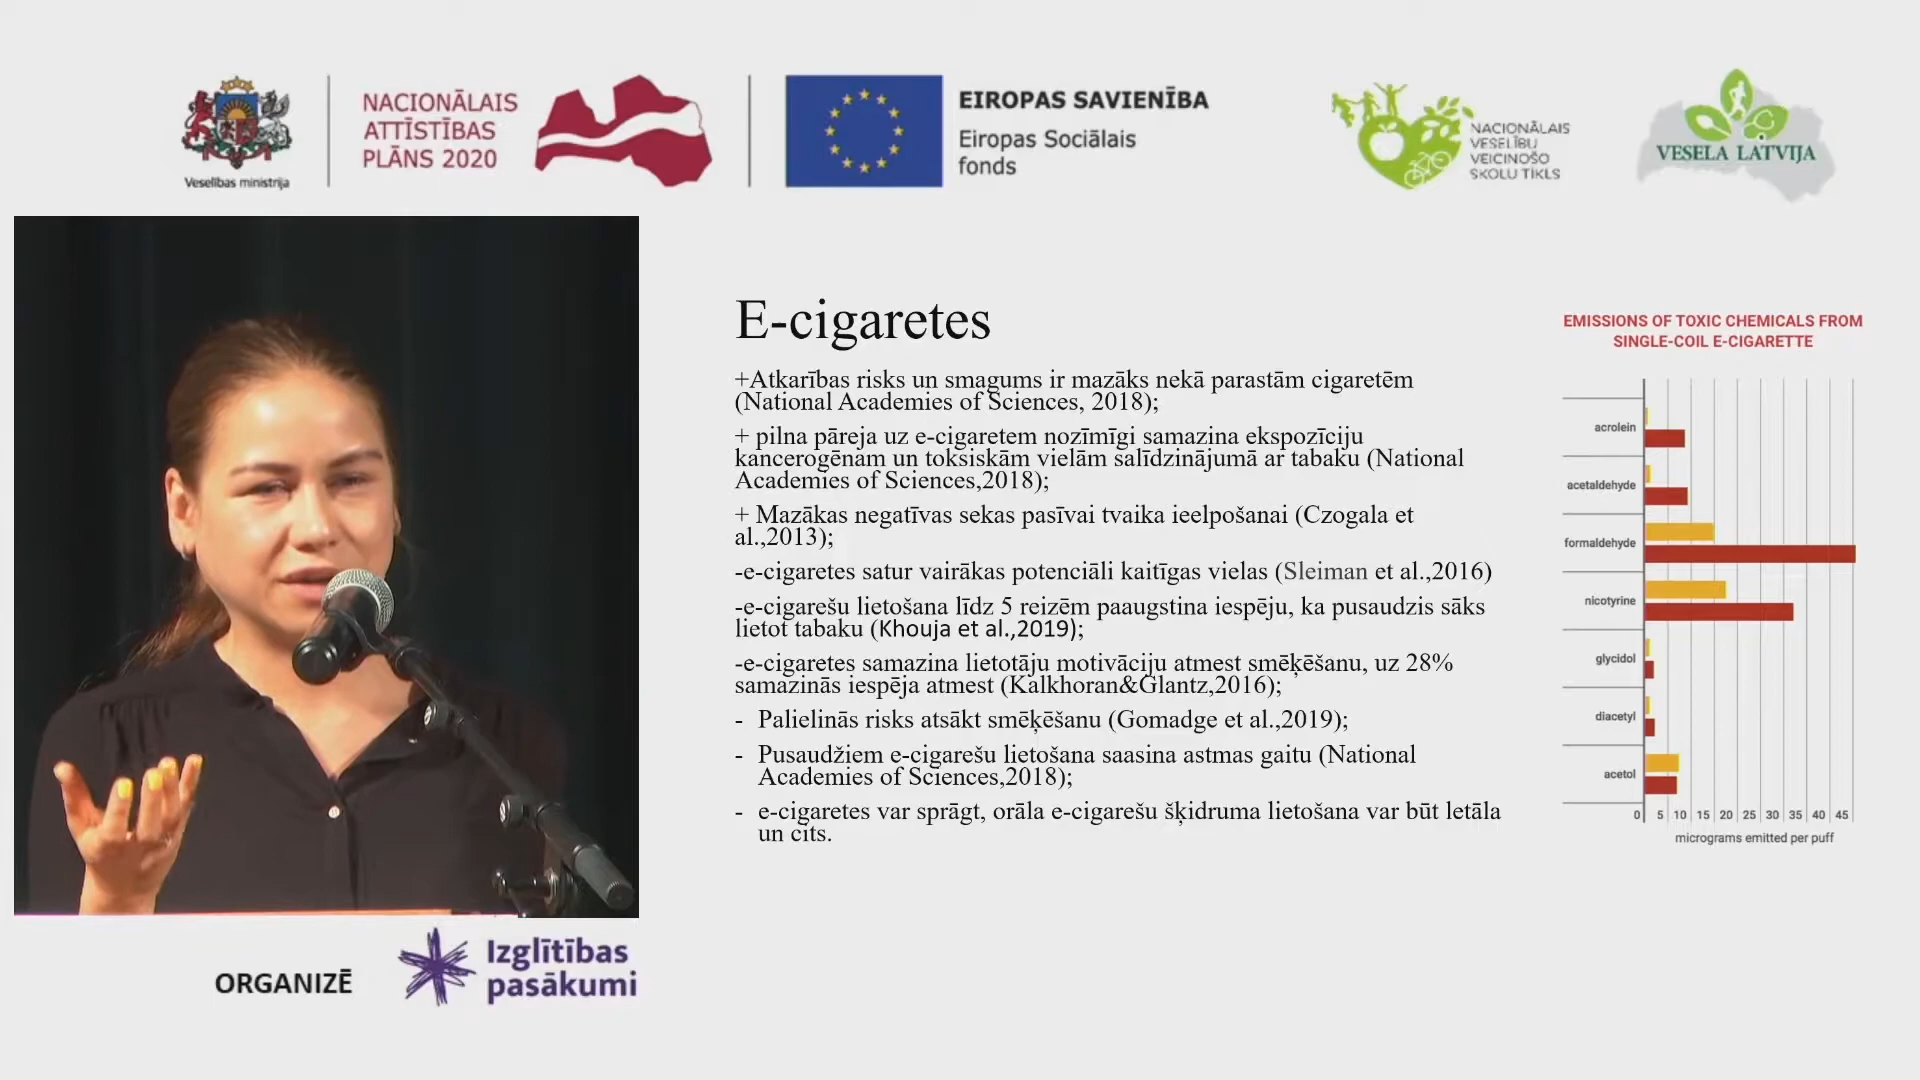 Veselības ministrija
NACIONĀLAIS
ATTĪSTĪBAS
PLĀNS 2020
EIROPAS SAVIENĪBA
Eiropas Sociālais
fonds
NACIONĀLAIS
VESELĪBU
VEICINOŠO
SKOLU TĪKLS
VESELA LATVIJA
E-cigaretes
+Atkarības risks un smagums ir mazāks nekā parastām cigaretēm
(National Academies of Sciences, 2018);
+ pilna pāreja uz e-cigaretem nozīmīgi samazina ekspozīciju
kancerogēnam un toksiskām vielām salīdzinājumā ar tabaku (National
Academies of Sciences,2018);
+ Mazākas negatīvas sekas pasīvai tvaika ieelpošanai (Czogala et
al.,2013);
-e-cigaretes satur vairākas potenciāli kaitīgas vielas (Sleiman et al.,2016)
-e-cigarešu lietošana līdz 5 reizēm paaugstina iespēju, ka pusaudzis sāks
lietot tabaku (Khouja et al.,2019);
-e-cigaretes samazina lietotāju motivāciju atmest smēķēšanu, uz 28%
samazinās iespēja atmest (Kalkhoran&Glantz,2016);
- Palielinās risks atsākt smēķēšanu (Gomadge et al.,2019);
- Pusaudžiem e-cigarešu lietošana saasina astmas gaitu (National
Academies of Sciences,2018);
- e-cigaretes var sprāgt, orāla e-cigarešu šķidruma lietošana var būt letāla
un cits.
EMISSIONS OF TOXIC CHEMICALS FROM
SINGLE-COIL E-CIGARETTE
acrolein
acetaldehyde
formaldehyde
nicotyrine
glycidol
diacetyl
acetol
0 5 10 15 20 25 30 35 40 45
micrograms emitted per puff
ORGANIZĒ
Izglītības
pasākumi